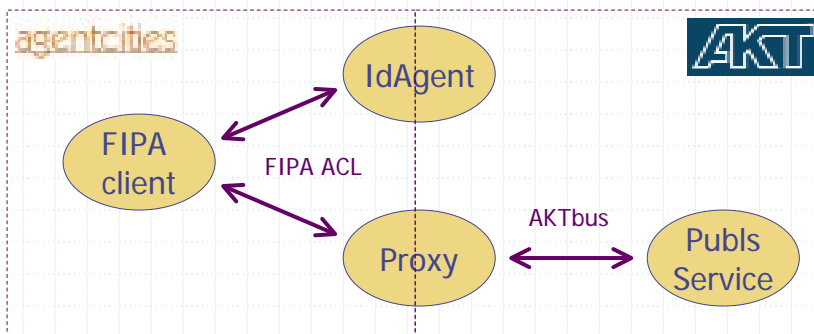 agentcities
AKT
IdAgent
FIPA
client
FIPA ACL
AKTbus
Proxy
Publs
Service